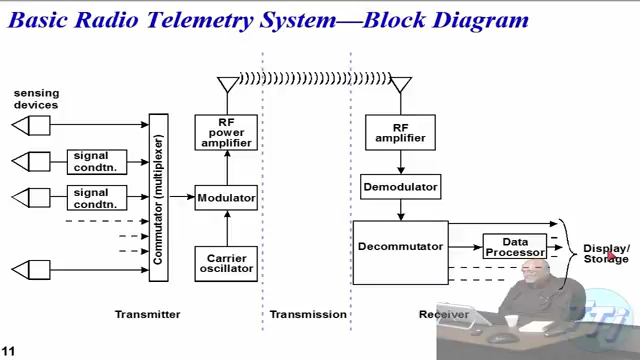 Basic Radio Telemetry System—Block Diagram
sensing
devices
signal
condtn.
signal
condtn.
Commutator (multiplexer)
RF
power
amplifier
Modulator
Carrier
oscillator
RF
amplifier
Demodulator
Decommutator
Data
Processor
Display/
Storage
Transmitter
Transmission
Receiver
11